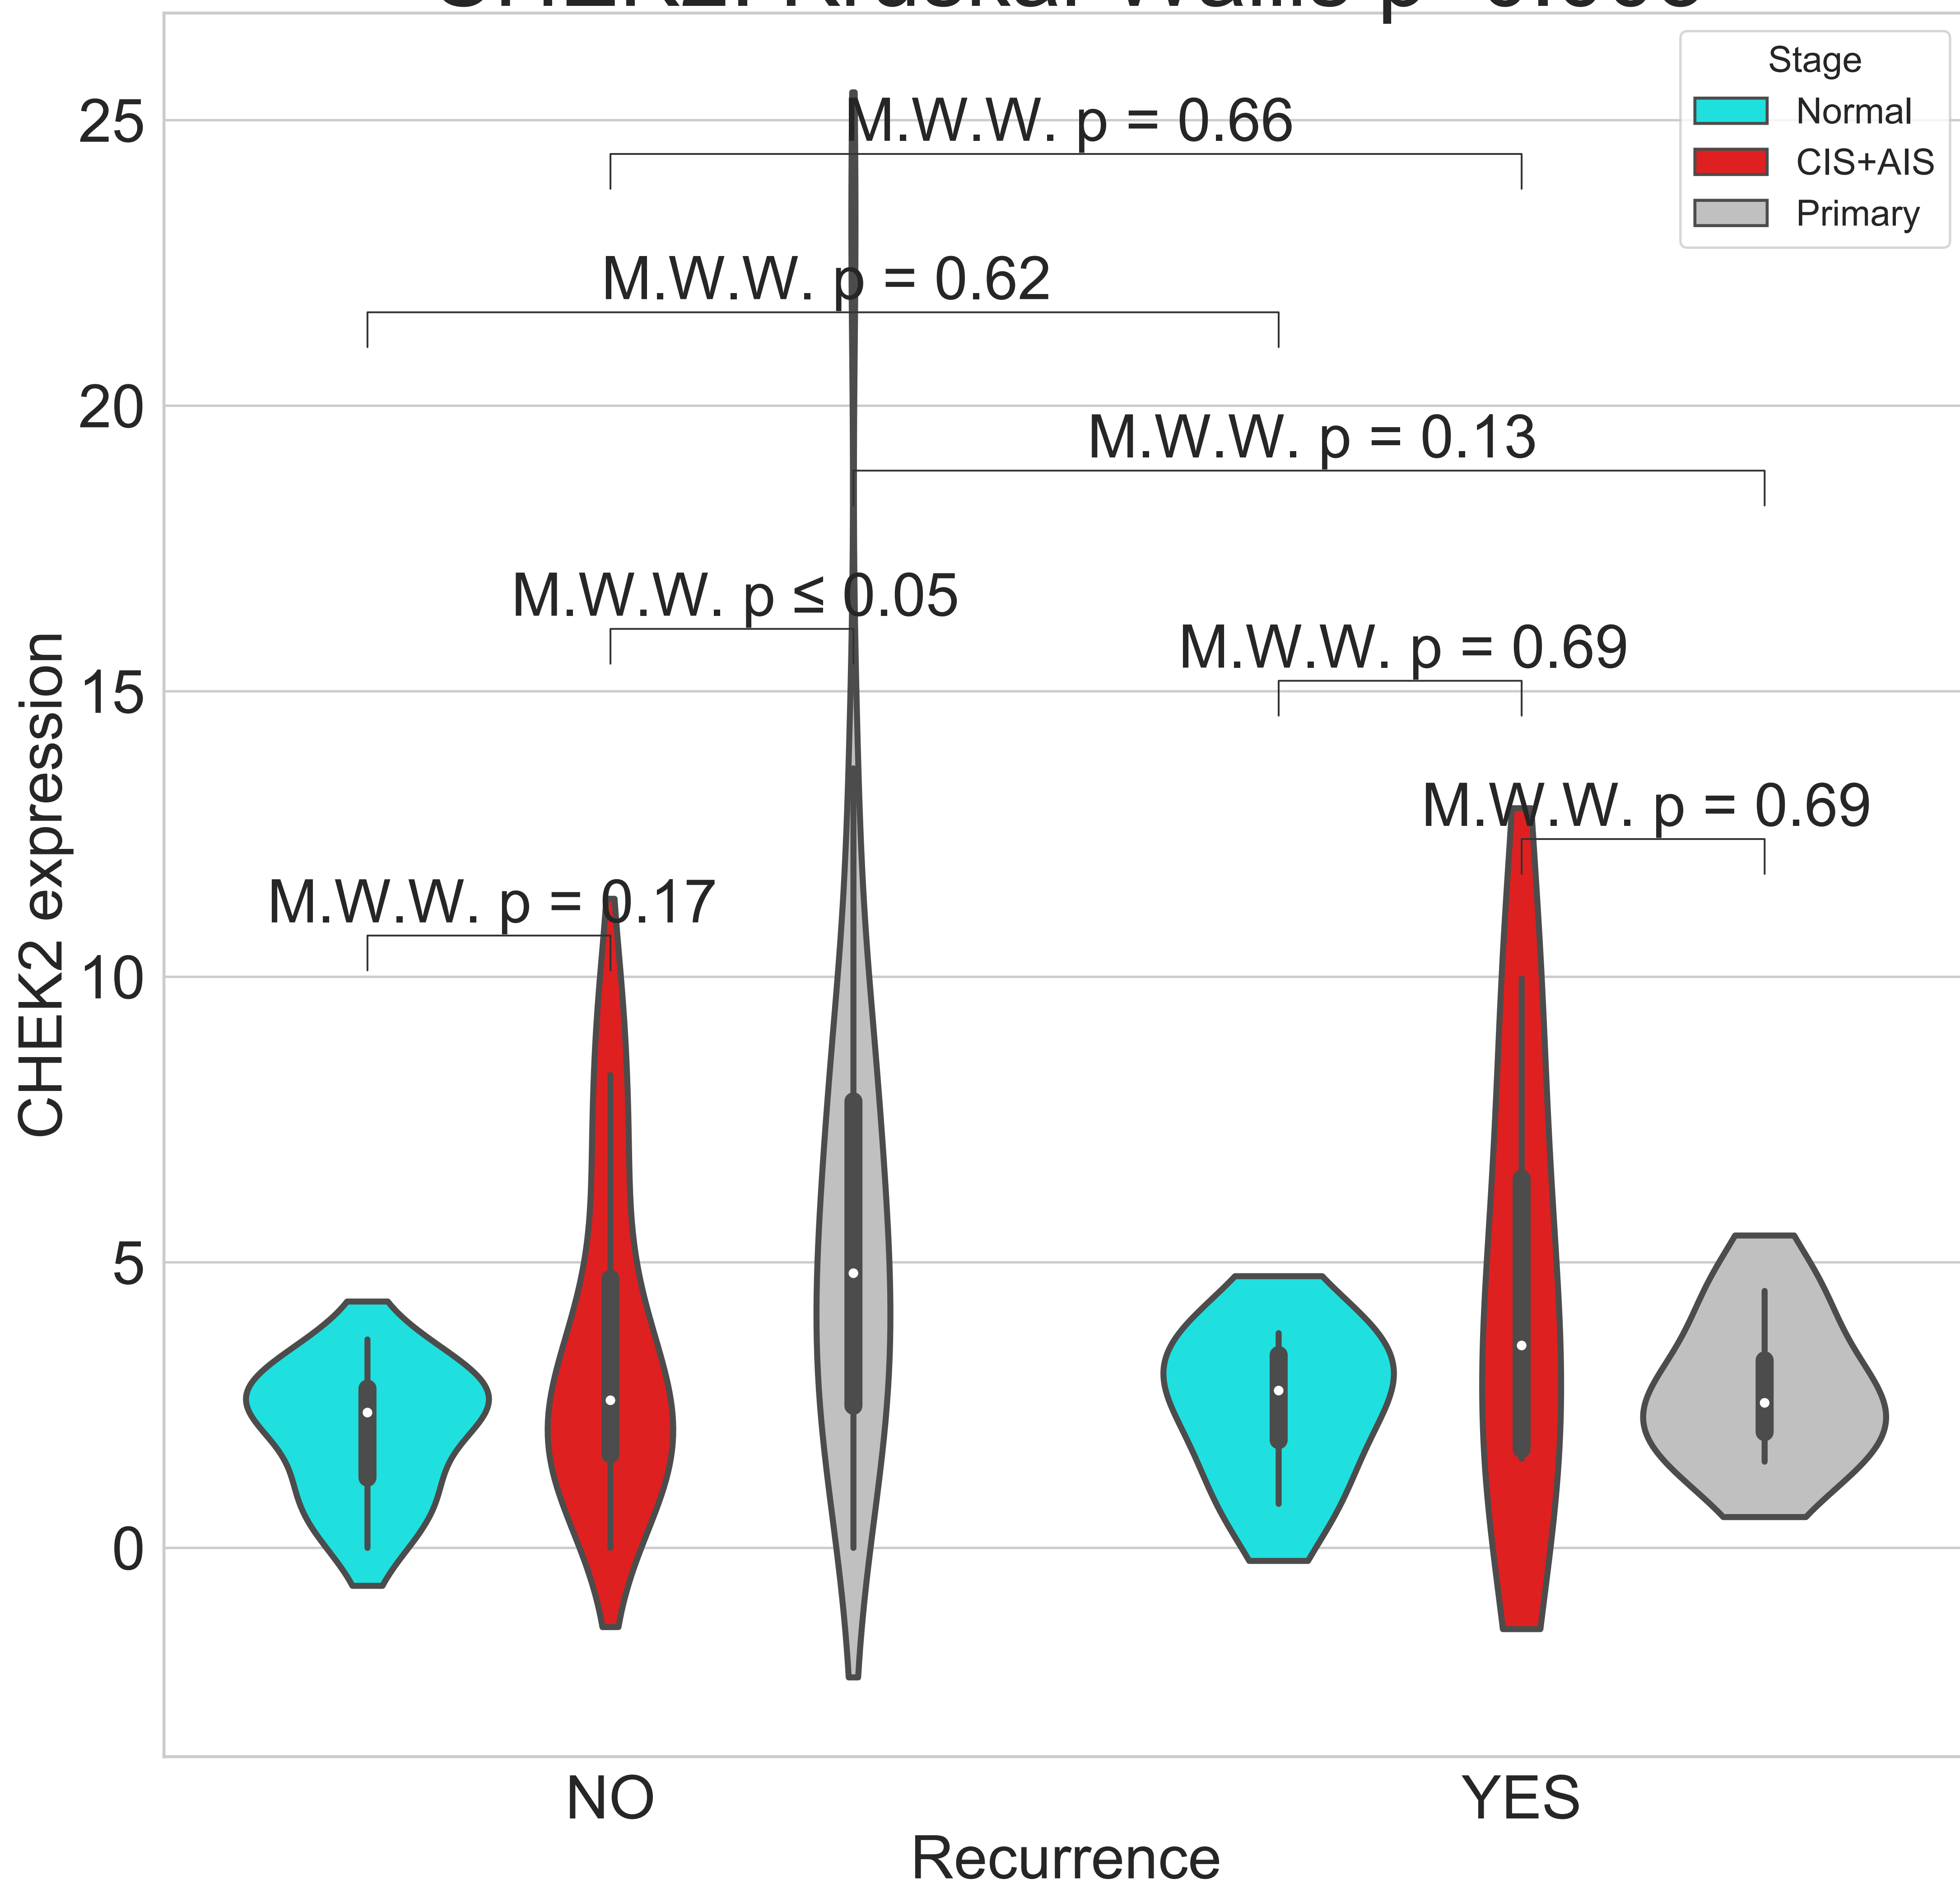 Stage
Normal
CIS+AIS
Primary
M.W.W. p = 0.66
M.W.W. p = 0.62
M.W.W. p = 0.13
M.W.W. p ≤ 0.05
M.W.W. p = 0.69
M.W.W. p = 0.69
M.W.W. p = 0.17
CHEK2 expression
25
20
15
10
5
0
NO
YES
Recurrence